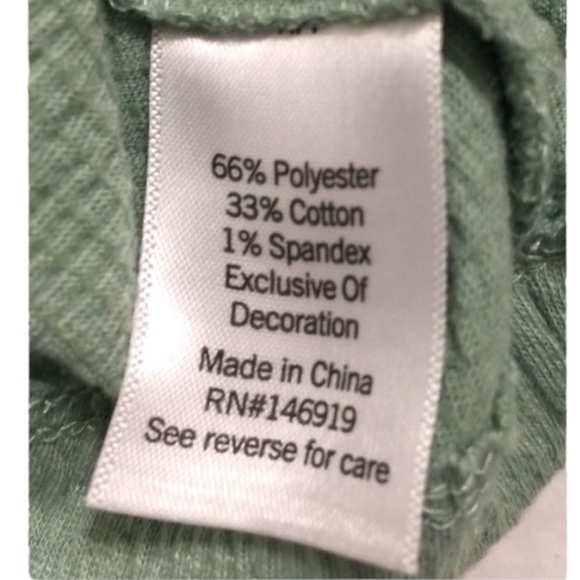 66% Polyester
33% Cotton
1% Spandex
Exclusive Of
Decoration
Made in China
RN#146919
See reverse for care